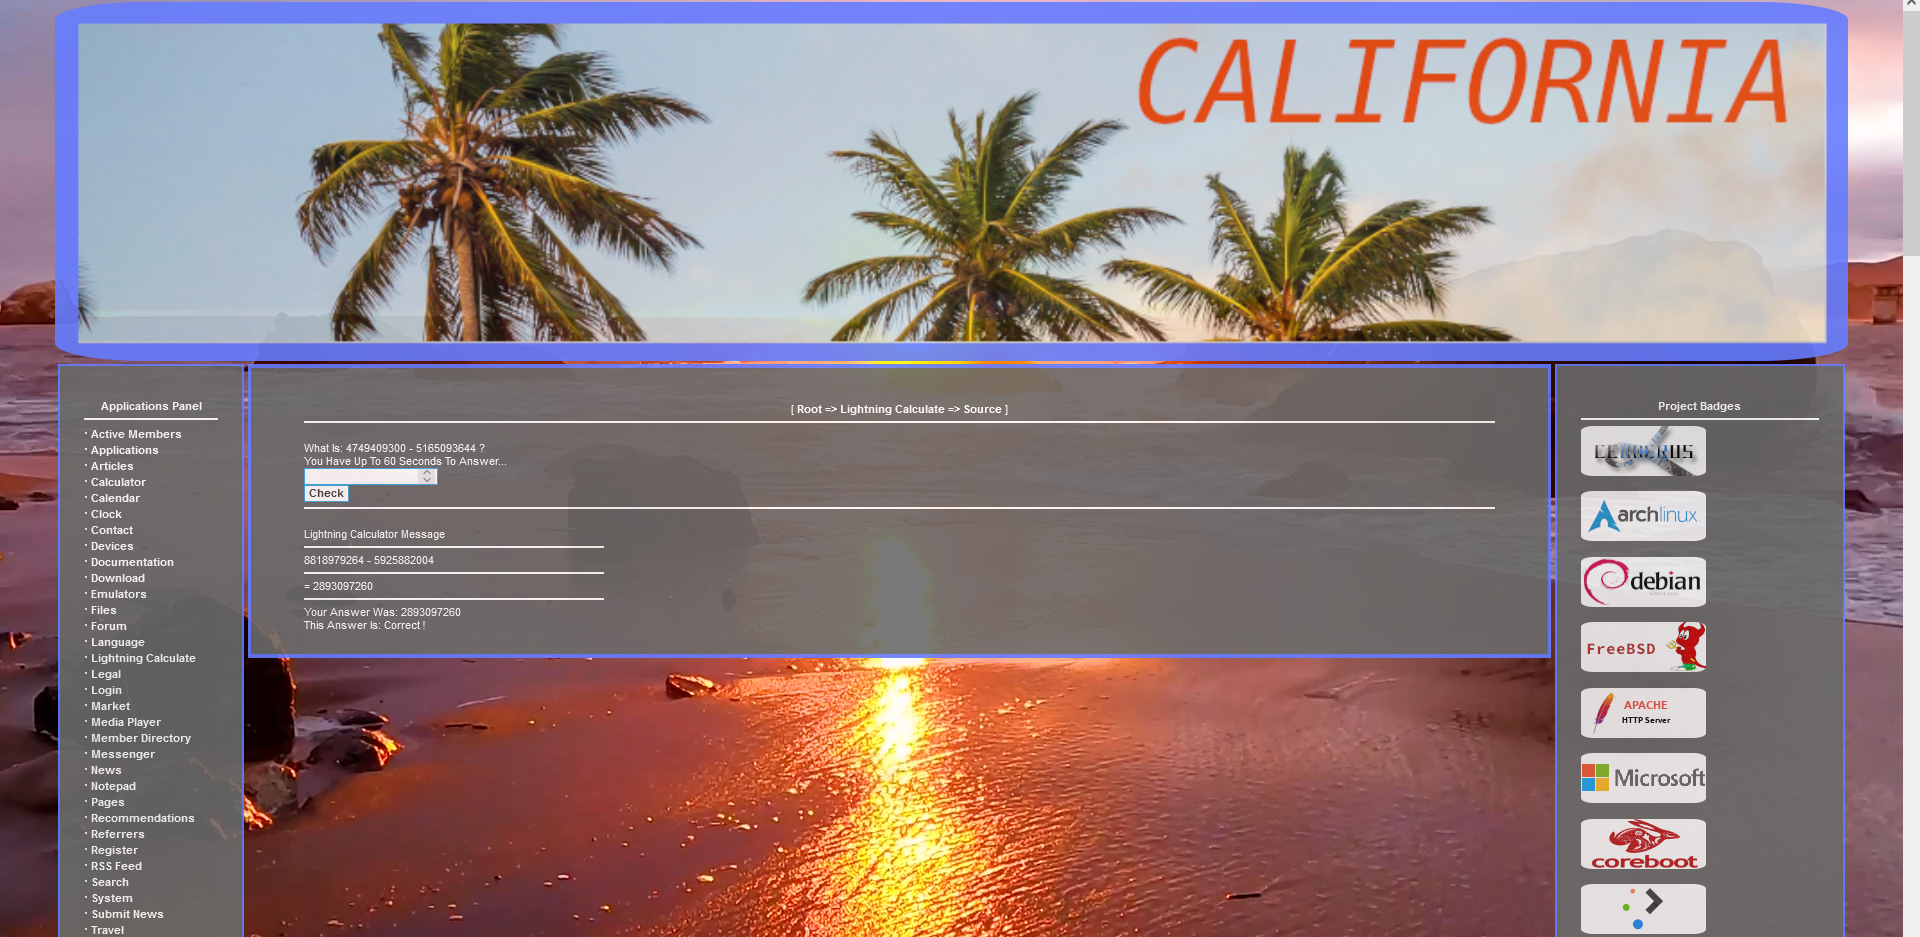 CALIFORNIA
Applications Panel
· Active Members
· Applications
· Articles
· Calculator
· Calendar
· Clock
· Contact
· Devices
· Documentation
· Download
· Emulators
· Files
· Forum
· Language
· Lightning Calculate
· Legal
· Login
· Market
· Media Player
· Member Directory
· Messenger
· News
· Notepad
· Pages
· Recommendations
· Referrers
· Register
· RSS Feed
· Search
· System
· Submit News
· Travel
[ Root => Lightning Calculate => Source ]
What Is: 4749409300 - 5165093644 ?
You Have Up To 60 Seconds To Answer...
Check
Lightning Calculator Message
8818979264 - 5925882004
= 2893097260
Your Answer Was: 2893097260
This Answer Is: Correct !
Project Badges
archlinux
debian
FreeBSD
APACHE
HTTP Server
Microsoft
coreboot